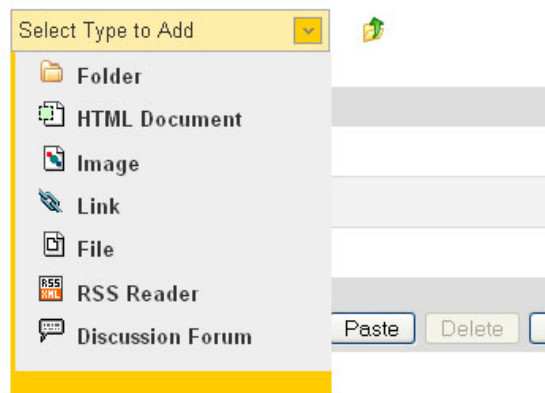 Select Type to Add
Folder
HTML Document
Image
Link
File
RSS XML RSS Reader
Discussion Forum
Paste Delete